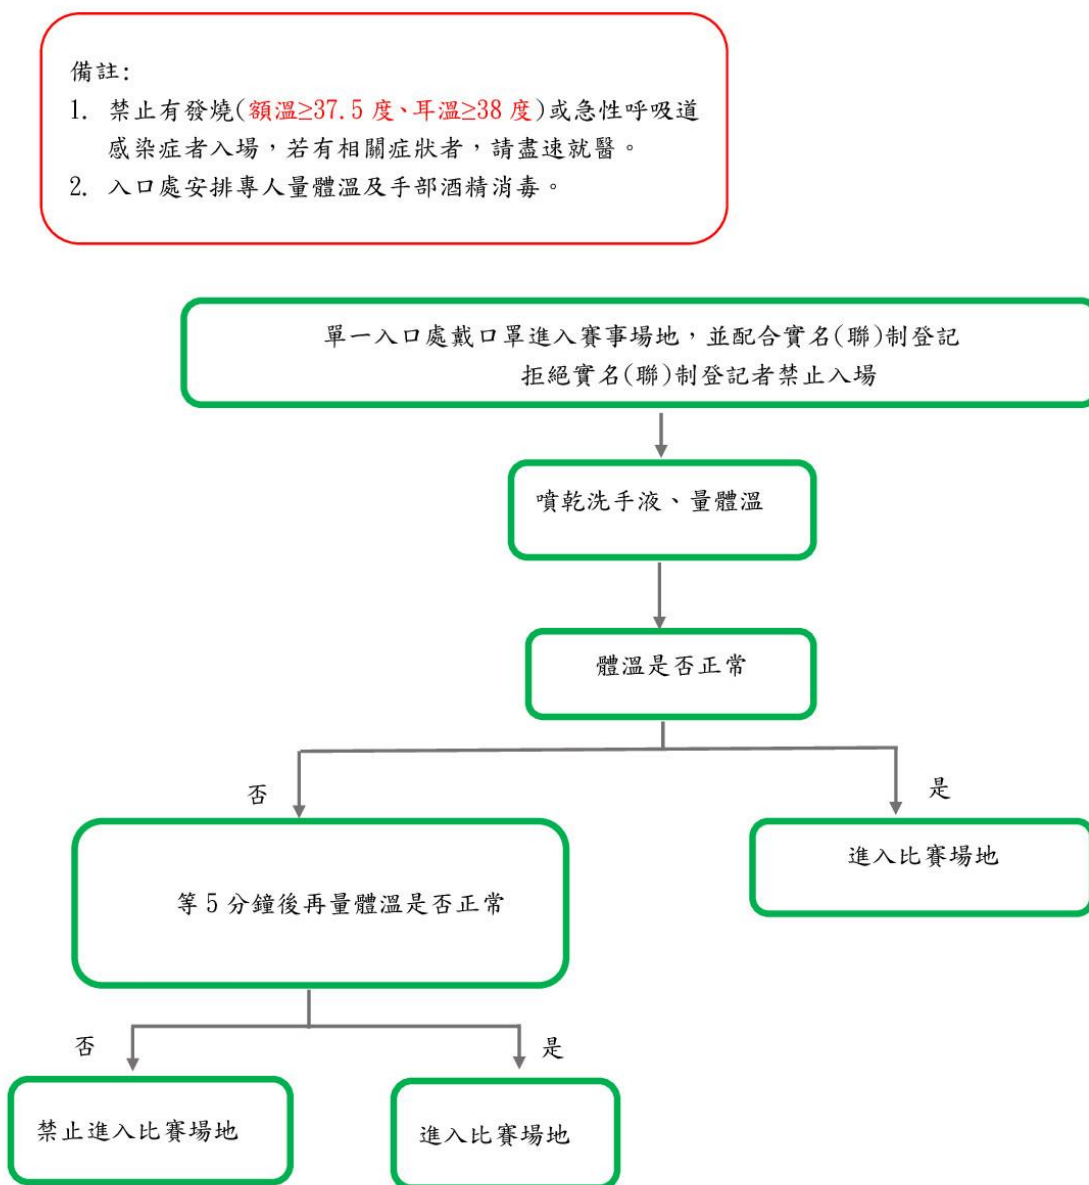 備註:
1. 禁止有發燒(額溫≥37.5 度、耳溫≥38 度)或急性呼吸道
感染症者入場，若有相關症狀者，請盡速就醫。
2. 入口處安排專人量體溫及手部酒精消毒。
單一入口處戴口罩進入賽事場地，並配合實名(聯)制登記
拒絕實名(聯)制登記者禁止入場
噴乾洗手液、量體溫
體溫是否正常
否
是
等 5 分鐘後再量體溫是否正常
進入比賽場地
否
是
禁止進入比賽場地
進入比賽場地